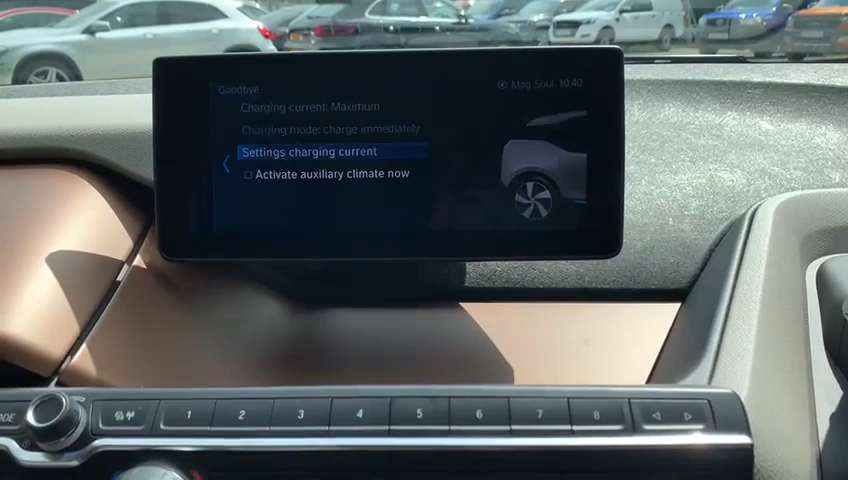 Goodbye
Mag Soul 10:40
Charging current: Maximum
Charging mode: charge immediately
Settings charging current
Activate auxiliary climate now
MODE
1 2 3 4 5 6 7 8